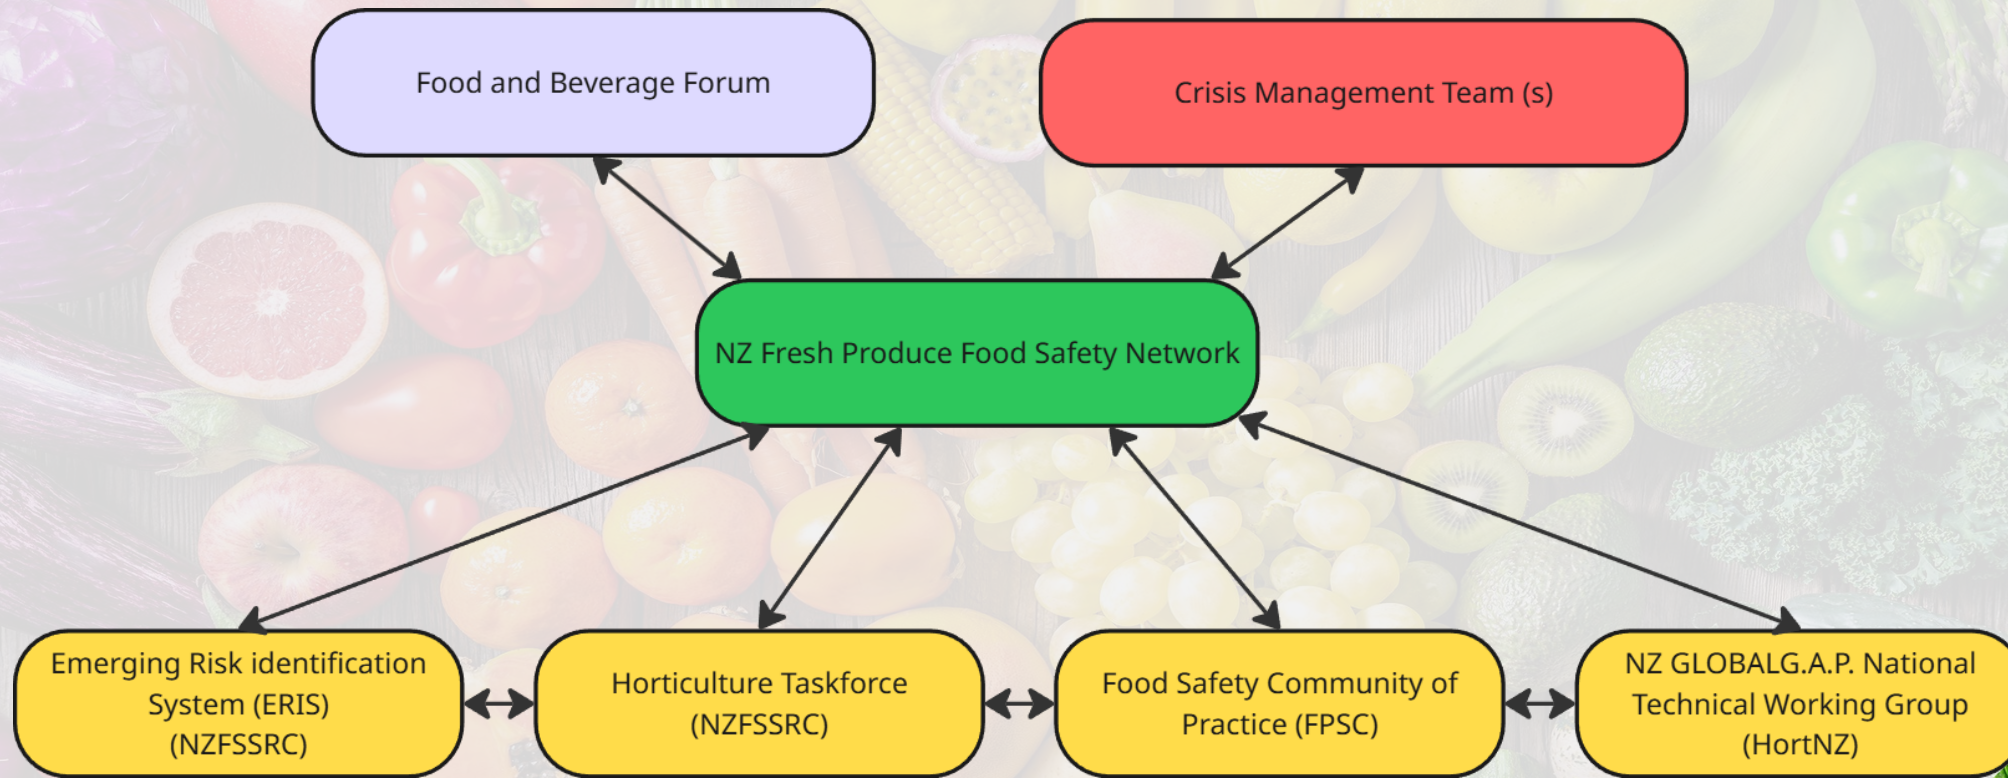 Food and Beverage Forum
Crisis Management Team (s)
NZ Fresh Produce Food Safety Network
Emerging Risk identification
System (ERIS)
(NZFSSRC)
Horticulture Taskforce
(NZFSSRC)
Food Safety Community of
Practice (FPSC)
NZ GLOBALG.A.P. National
Technical Working Group
(HortNZ)